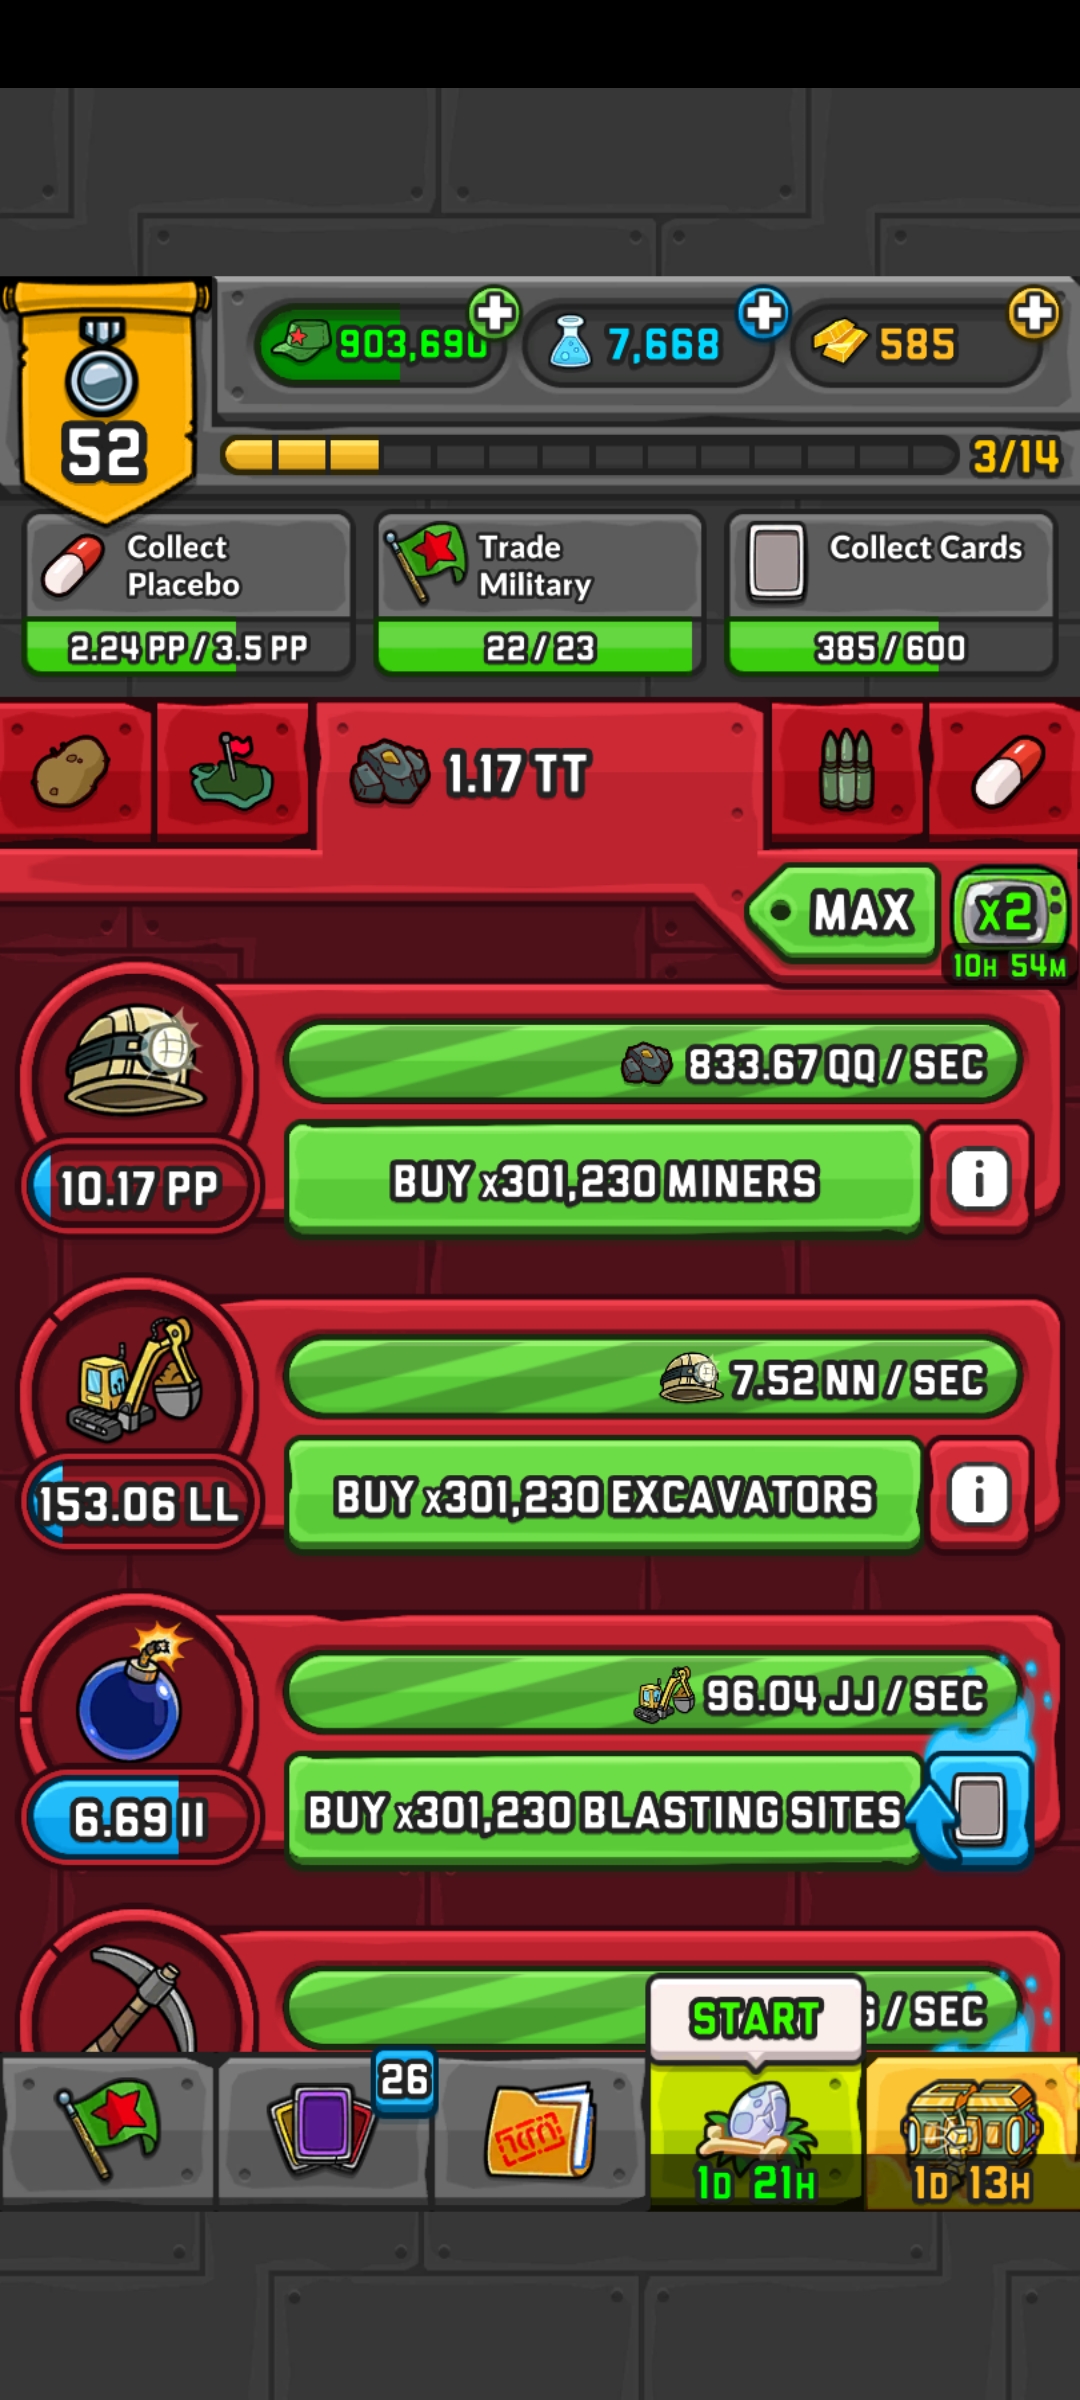 903,690
7,668
585
52
3/14
Collect
Placebo
2.24 PP / 3.5 PP
Trade
Military
22 / 23
Collect Cards
385 / 600
1.17 TT
MAX
x2
10H 54M
833.67 QQ / SEC
10.17 PP
BUY x301,230 MINERS
i
7.52 NN / SEC
153.06 LL
BUY x301,230 EXCAVATORS
i
96.04 JJ / SEC
6.69 II
BUY x301,230 BLASTING SITES
/ SEC
START
26
1D 21H
1D 13H